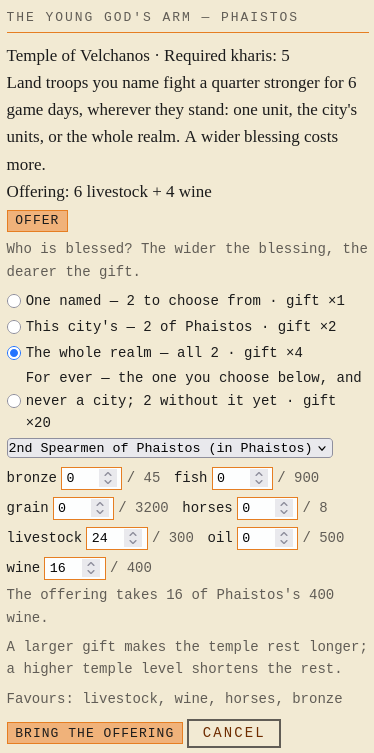 THE YOUNG GOD'S ARM — PHAISTOS
Temple of Velchanos · Required kharis: 5
Land troops you name fight a quarter stronger for 6
game days, wherever they stand: one unit, the city's
units, or the whole realm. A wider blessing costs
more.
Offering: 6 livestock + 4 wine
OFFER
Who is blessed? The wider the blessing, the
dearer the gift.
One named — 2 to choose from · gift ×1
This city's — 2 of Phaistos · gift ×2
The whole realm — all 2 · gift ×4
For ever — the one you choose below, and
never a city; 2 without it yet · gift
×20
2nd Spearmen of Phaistos (in Phaistos)
bronze 0 / 45 fish 0 / 900
grain 0 / 3200 horses 0 / 8
livestock 24 / 300 oil 0 / 500
wine 16 / 400
The offering takes 16 of Phaistos's 400
wine.
A larger gift makes the temple rest longer;
a higher temple level shortens the rest.
Favours: livestock, wine, horses, bronze
BRING THE OFFERING CANCEL